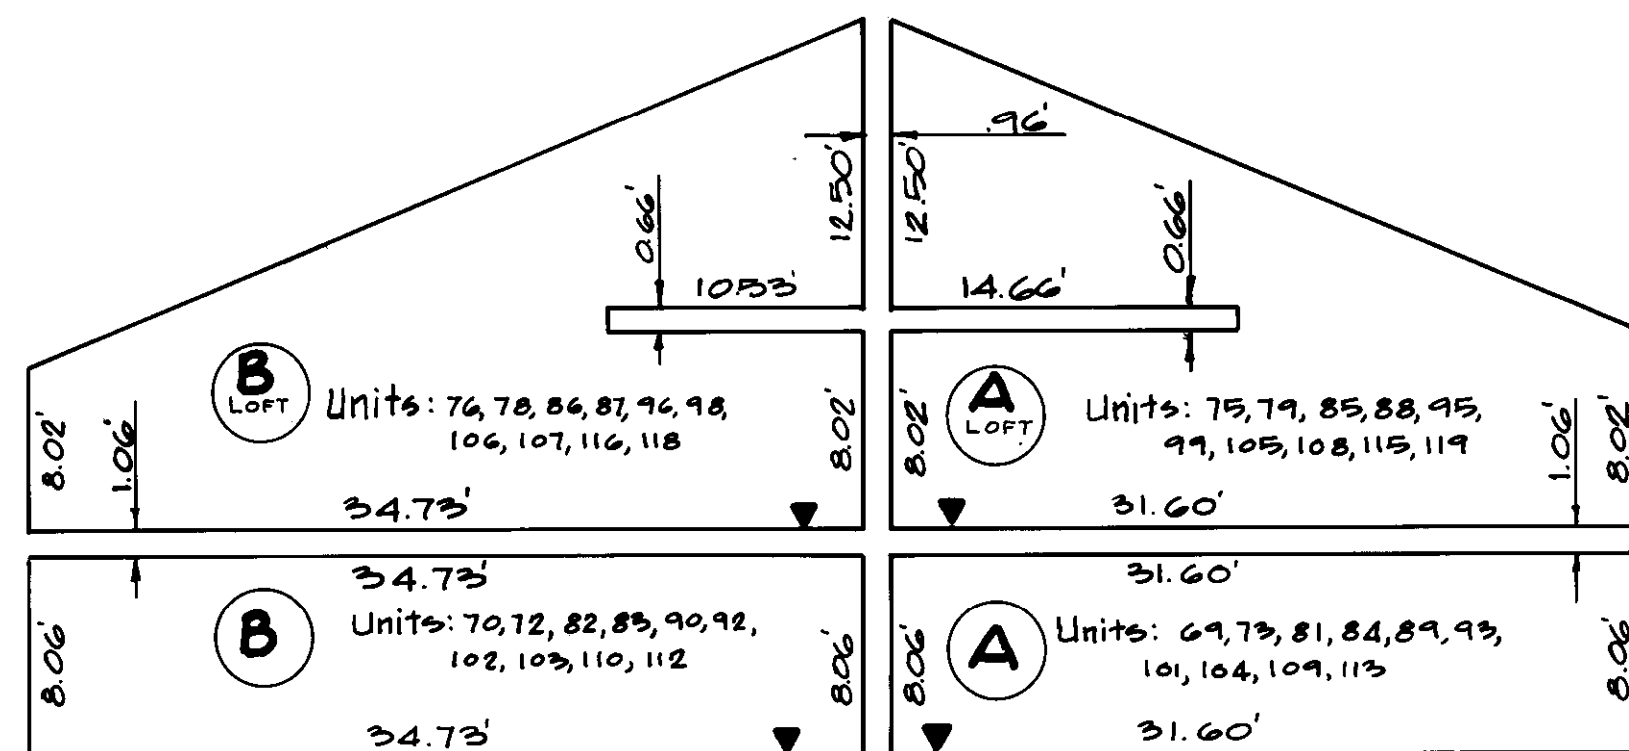 .96'
12.50'
12.50'
0.66'
0.66'
10.53'
14.66'
B
LOFT
Units: 76, 78, 86, 87, 96, 98,
106, 107, 116, 118
A
LOFT
Units: 75, 79, 85, 88, 95,
99, 105, 108, 115, 119
8.02'
1.06'
8.02'
8.02'
1.06'
8.02'
34.73'
31.60'
34.73'
31.60'
B
Units: 70, 72, 82, 83, 90, 92,
102, 103, 110, 112
A
Units: 69, 73, 81, 84, 89, 93,
101, 104, 109, 113
8.06'
8.06'
8.06'
8.06'
34.73'
31.60'